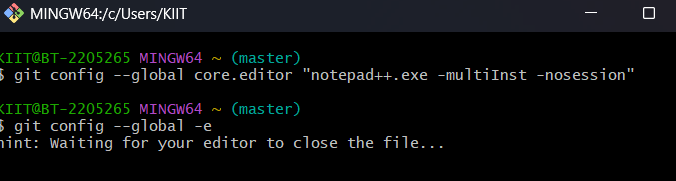 MINGW64:/c/Users/KIIT
KIIT@BT-2205265 MINGW64 ~ (master)
$ git config --global core.editor "notepad++.exe -multiInst -nosession"
KIIT@BT-2205265 MINGW64 ~ (master)
$ git config --global -e
hint: Waiting for your editor to close the file...